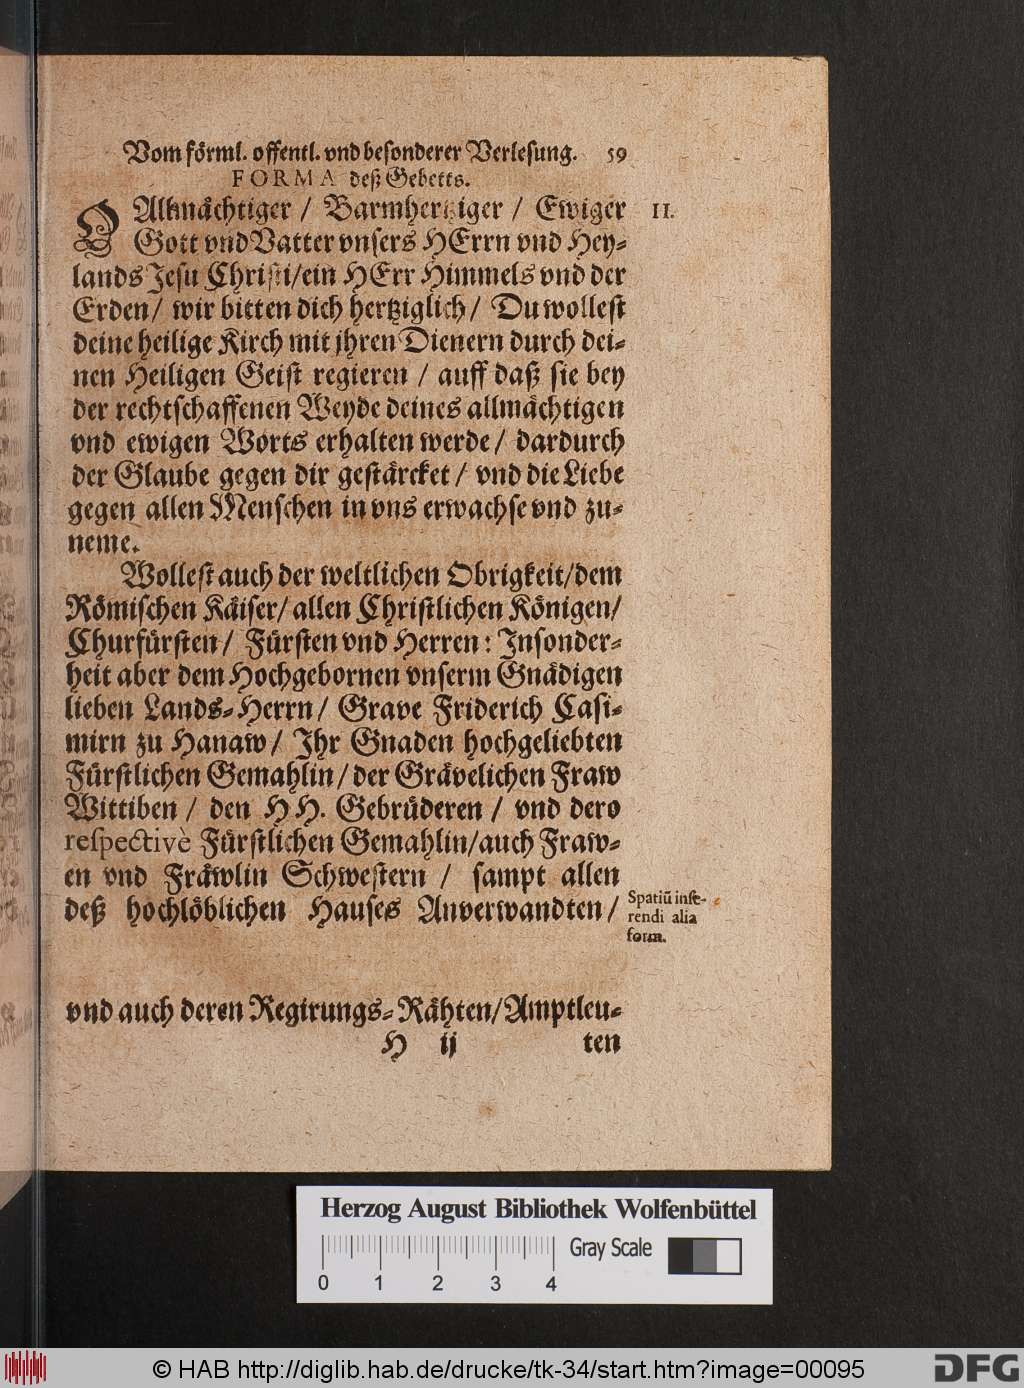 Vom förml. offentl. vnd besonderer Verlesung. 59
FORMA deß Gebetts.
O Allmächtiger / Barmhertziger / Ewiger II.
Gott vnd Vatter vnsers HErrn vnd Hey-
lands Jesu Christi/ein HErr Himmels vnd der
Erden/ wir bitten dich hertziglich/ Du wollest
deine heilige Kirch mit jhren Dienern durch dei-
nen Heiligen Geist regieren / auff daß sie bey
der rechtschaffenen Weyde deines allmächtigen
vnd ewigen Worts erhalten werde/ dardurch
der Glaube gegen dir gestärcket/ vnd die Liebe
gegen allen Menschen in vns erwachse vnd zu-
neme.
Wollest auch der weltlichen Obrigkeit/dem
Römischen Käiser/ allen Christlichen Königen/
Churfürsten/ Fürsten vnd Herren: Insonder-
heit aber dem Hochgebornen vnserm Gnädigen
lieben Lands-Herrn/ Grave Friderich Casi-
mirn zu Hanaw/ Ihr Gnaden hochgeliebten
Fürstlichen Gemahlin/der Grävelichen Fraw
Wittiben / den HH. Gebrüderen / vnd dero
respectivè Fürstlichen Gemahlin/auch Fraw-
en vnd Fräwlin Schwestern / sampt allen
deß hochlöblichen Hauses Anverwandten/
Spatiū inse-
rendi alia
form.
vnd auch deren Regirungs-Rähten/Amptleu-
H ij ten
Herzog August Bibliothek Wolfenbüttel
0 1 2 3 4 Gray Scale
© HAB http://diglib.hab.de/drucke/tk-34/start.htm?image=00095 DFG